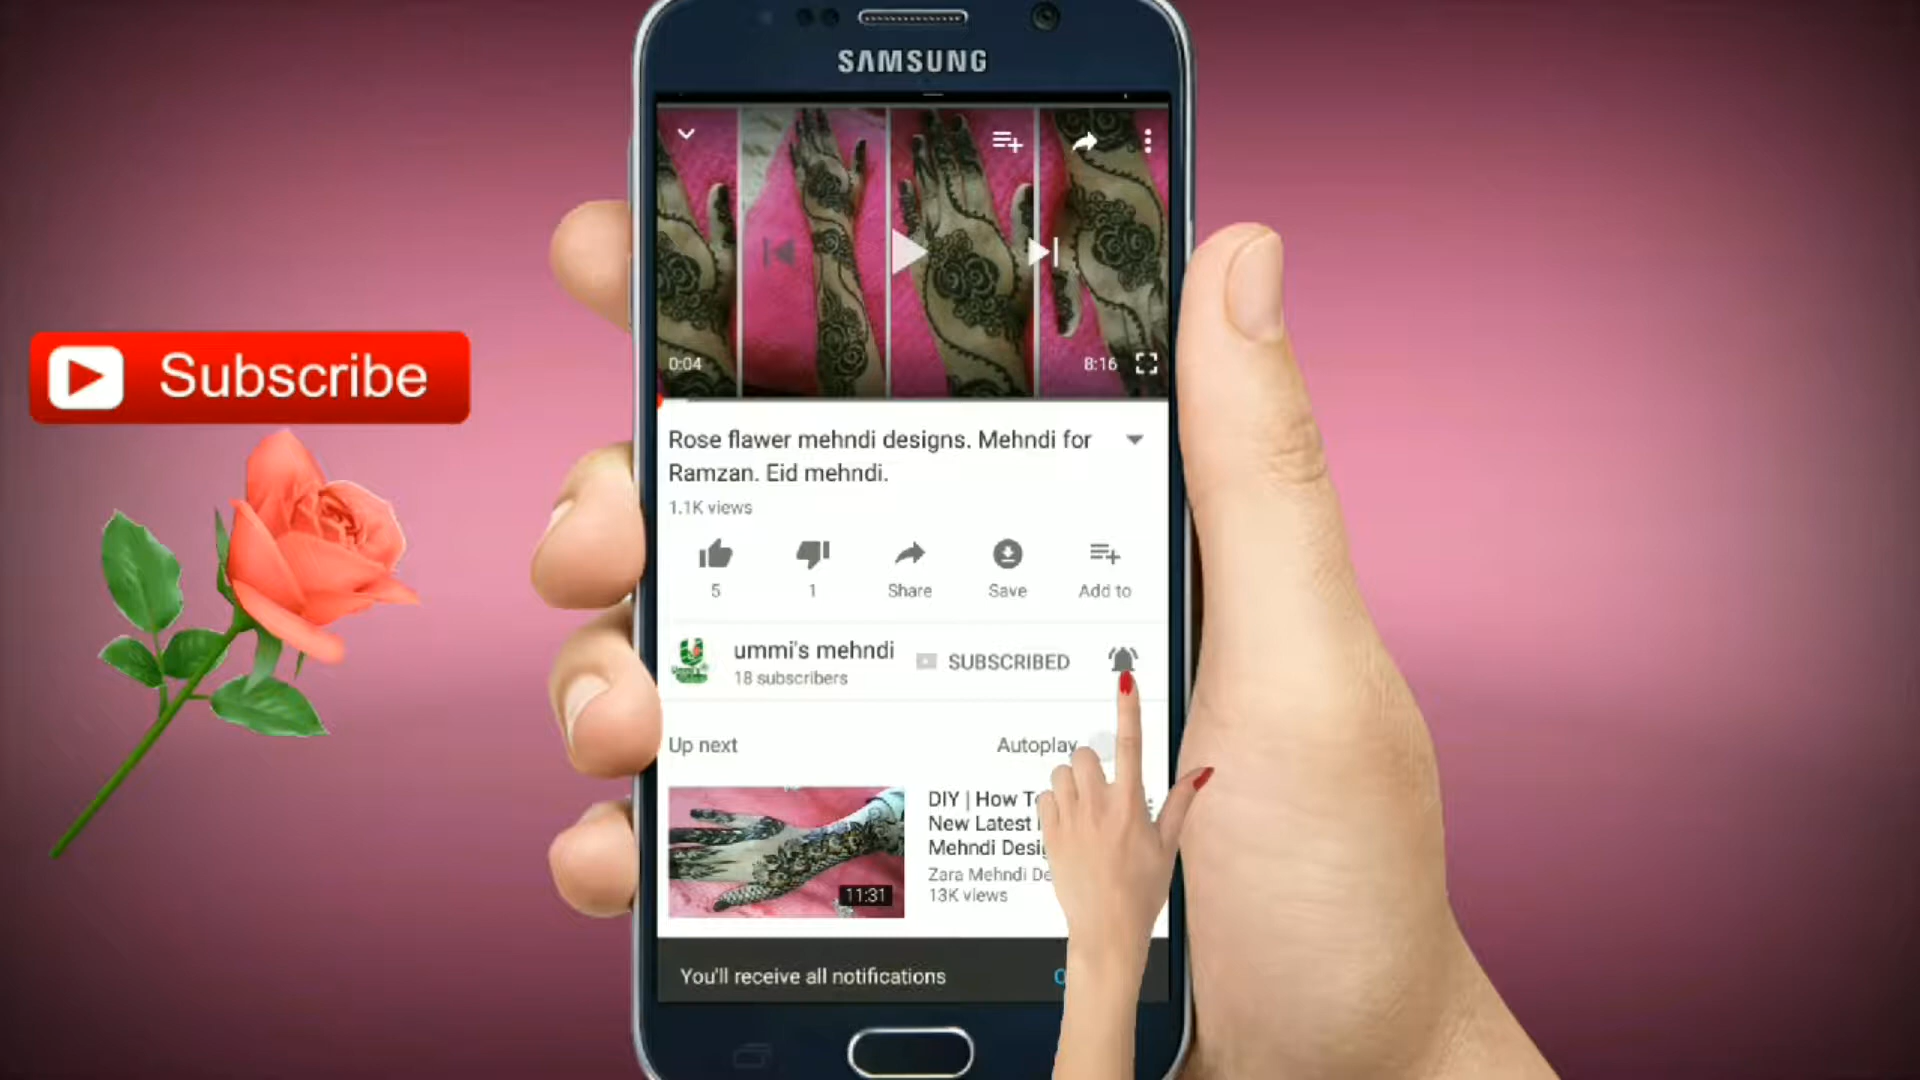 SAMSUNG
0:04
8:16
Subscribe
Rose flawer mehndi designs. Mehndi for
Ramzan. Eid mehndi.
1.1K views
5
1
Share
Save
Add to
ummi's mehndi
18 subscribers
SUBSCRIBED
Up next
Autoplay
DIY | How
New Latest
Mehndi
Zara Mehndi
13K views
11:31
You'll receive all notifications